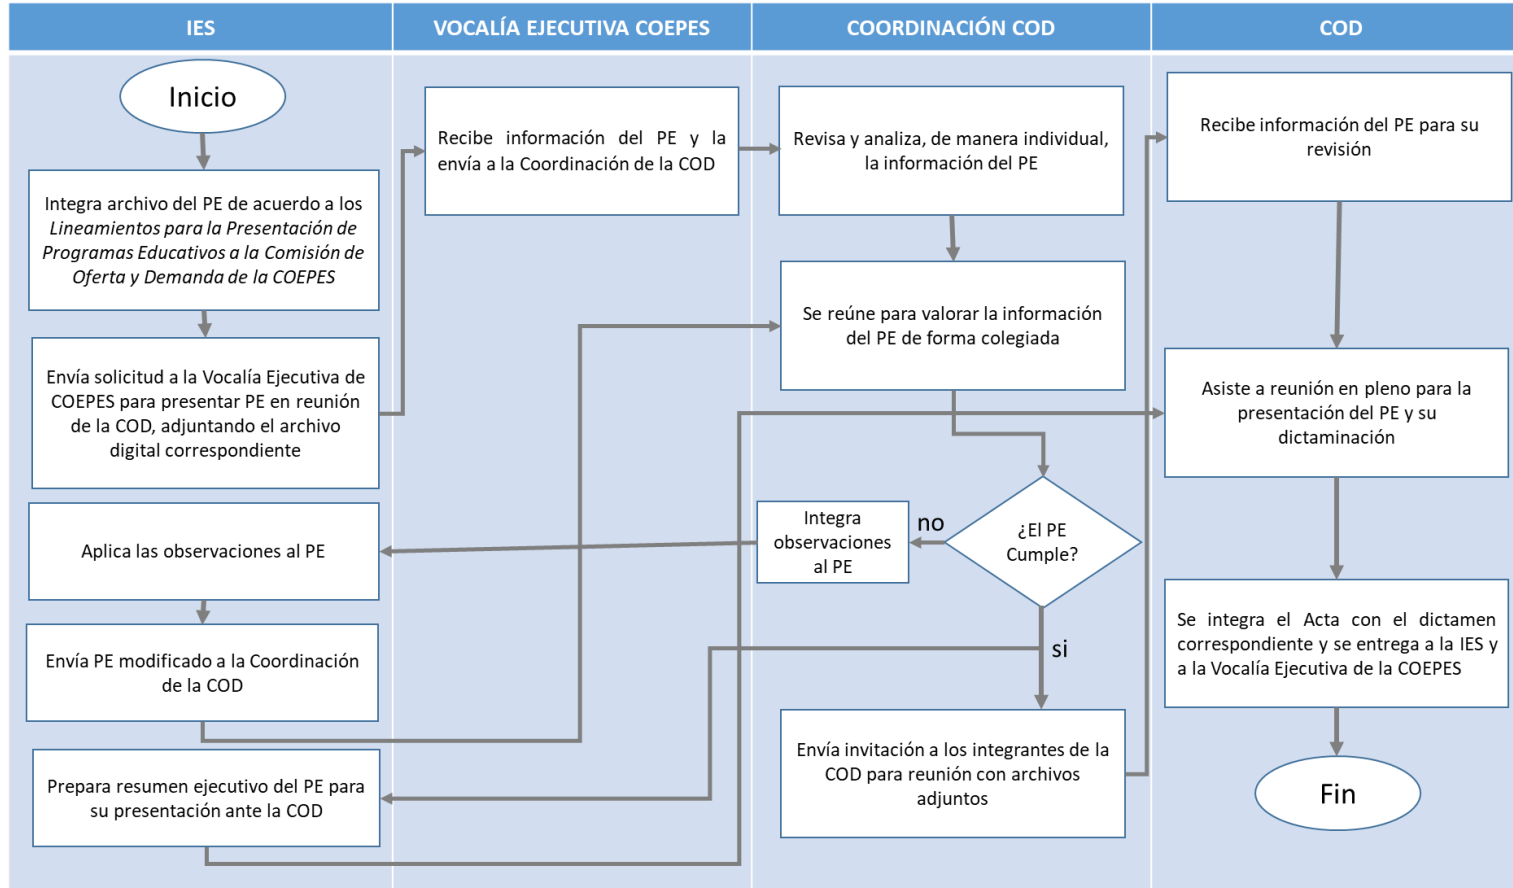 IES
VOCALÍA EJECUTIVA COEPES
COORDINACIÓN COD
COD
Inicio
Integra archivo del PE de acuerdo a los
Lineamientos para la Presentación de
Programas Educativos a la Comisión de
Oferta y Demanda de la COEPES
Envía solicitud a la Vocalía Ejecutiva de
COEPES para presentar PE en reunión
de la COD, adjuntando el archivo
digital correspondiente
Aplica las observaciones al PE
Envía PE modificado a la Coordinación
de la COD
Prepara resumen ejecutivo del PE para
su presentación ante la COD
Recibe información del PE y la
envía a la Coordinación de la COD
Revisa y analiza, de manera individual,
la información del PE
Se reúne para valorar la información
del PE de forma colegiada
¿El PE
Cumple?
no
Integra
observaciones
al PE
si
Envía invitación a los integrantes de la
COD para reunión con archivos
adjuntos
Recibe información del PE para su
revisión
Asiste a reunión en pleno para la
presentación del PE y su
dictaminación
Se integra el Acta con el dictamen
correspondiente y se entrega a la IES y
a la Vocalía Ejecutiva de la COEPES
Fin